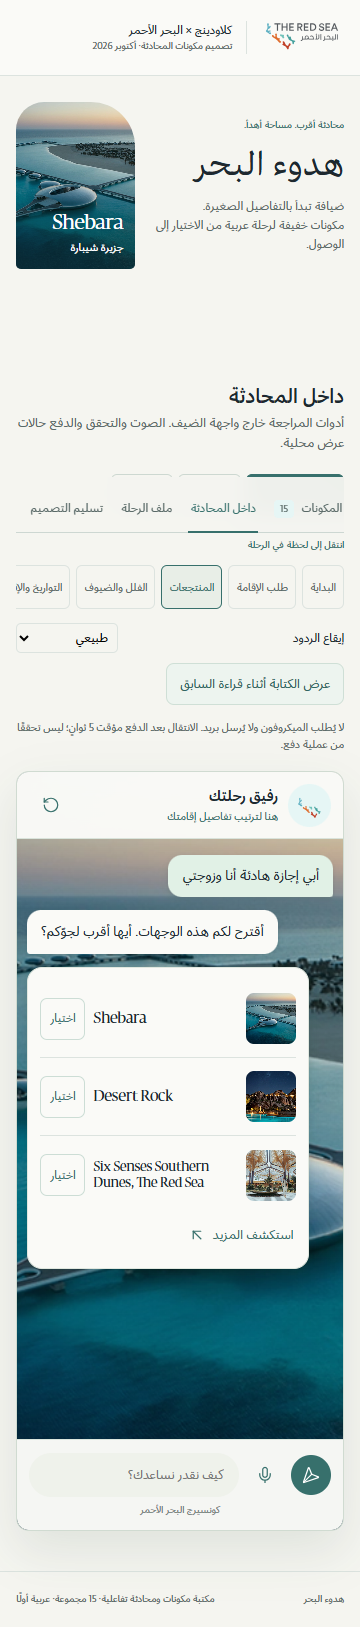 THE RED SEA
البحر الأحمر
كلاودينج × البحر الأحمر
تصميم مكونات المحادثة· أكتوبر 2026
محادثة أقرب. مساحة أهدأ.
هدوء البحر
ضيافة تبدأ بالتفاصيل الصغيرة.
مكونات خفيفة لرحلة عربية من الاختيار إلى
الوصول.
Shebara
جزيرة شيبارة
داخل المحادثة
أدوات المراجعة خارج واجهة الضيف. الصوت والتحقق والدفع حالات
عرض محلية.
المكونات 15 داخل المحادثة ملف الرحلة تسليم التصميم
انتقل إلى لحظة في الرحلة
البداية طلب الإقامة المنتجعات الفلل والضيوف التواريخ
إيقاع الردود طبيعي
عرض الكتابة أثناء قراءة السابق
لا يُطلب الميكروفون ولا يُرسل بريد. الانتقال بعد الدفع مؤقت 5 ثوانٍ؛ ليس تحققًا
من عملية دفع.
رفيق رحلتك
هنا لترتيب تفاصيل إقامتك
أبي إجازة هادئة أنا وزوجتي
أقترح لكم هذه الوجهات. أيها أقرب لجوّكم؟
Shebara اختيار
Desert Rock اختيار
Six Senses Southern
Dunes, The Red Sea
اختيار
استكشف المزيد
كيف نقدر نساعدك؟
كونسيرج البحر الأحمر
هدوء البحر مكتبة مكونات ومحادثة تفاعلية· 15 مجموعة· عربية أولًا